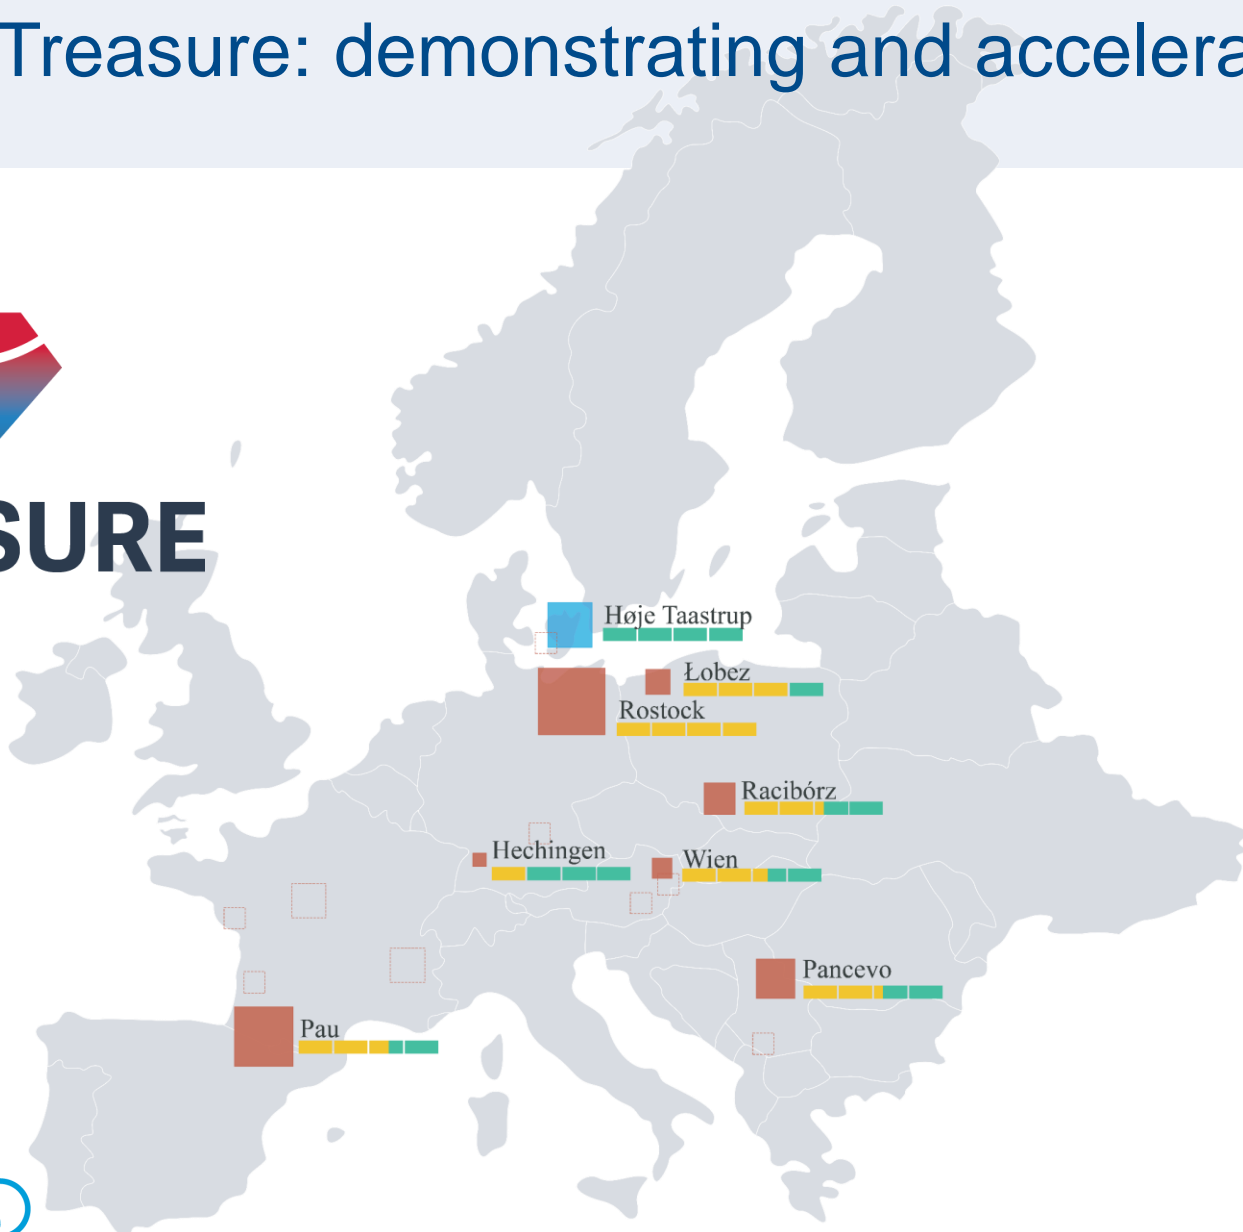 Treasure: demonstrating and accelera
SURE
Høje Taastrup
Łobez
Rostock
Racibórz
Hechingen
Wien
Pancevo
Pau